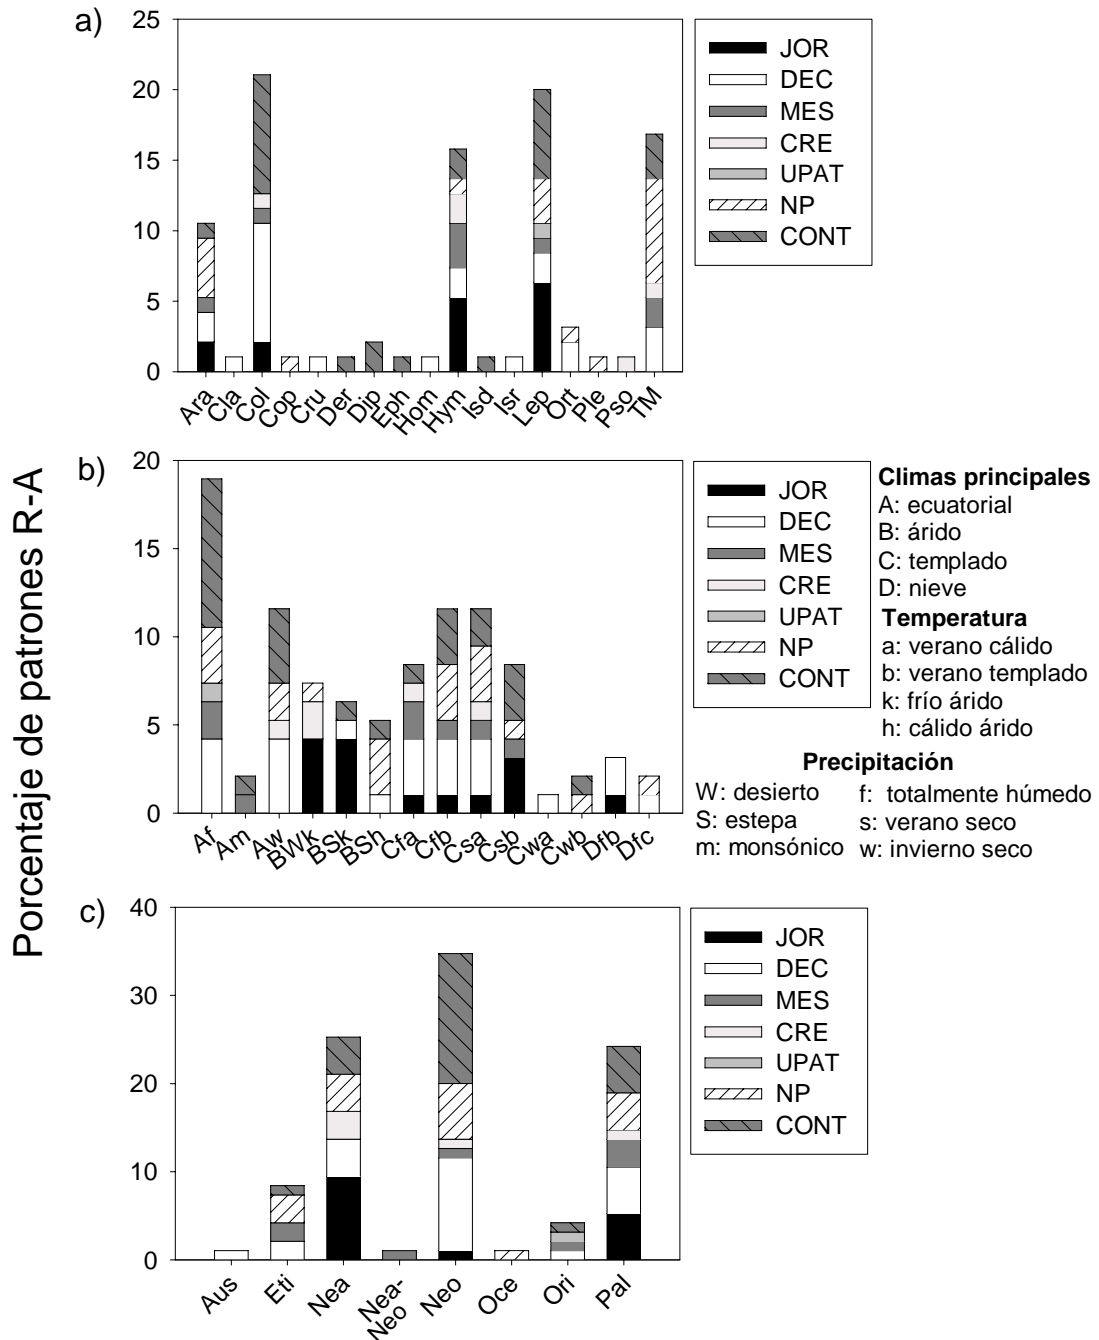 Porcentaje de patrones R-A
a)
25
20
15
10
5
0
Ara Cla Col Cop Cru Der Dip Eph Hom Hym Isd Isr Lep Ort Ple Pso TM
JOR
DEC
MES
CRE
UPAT
NP
CONT
b)
20
15
10
5
0
Af Am Aw BWk BSk BSh Cfa Cfb Csa Csb Cwa Cwb Dfb Dfc
JOR
DEC
MES
CRE
UPAT
NP
CONT
Climas principales
A: ecuatorial
B: árido
C: templado
D: nieve
Temperatura
a: verano cálido
b: verano templado
k: frío árido
h: cálido árido
Precipitación
W: desierto f: totalmente húmedo
S: estepa s: verano seco
m: monsónico w: invierno seco
c)
40
30
20
10
0
Aus Eti Nea Nea-Neo Neo Oce Ori Pal
JOR
DEC
MES
CRE
UPAT
NP
CONT